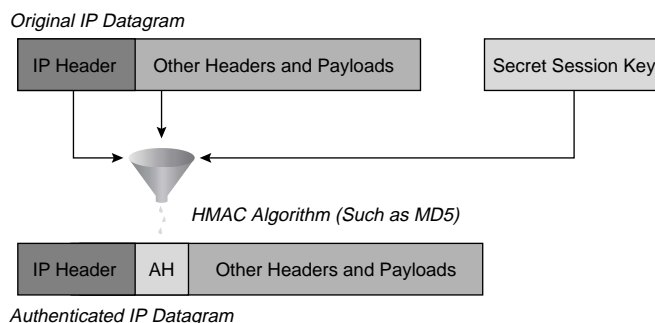 Original IP Datagram
IP Header
Other Headers and Payloads
Secret Session Key
HMAC Algorithm (Such as MD5)
IP Header
AH
Other Headers and Payloads
Authenticated IP Datagram